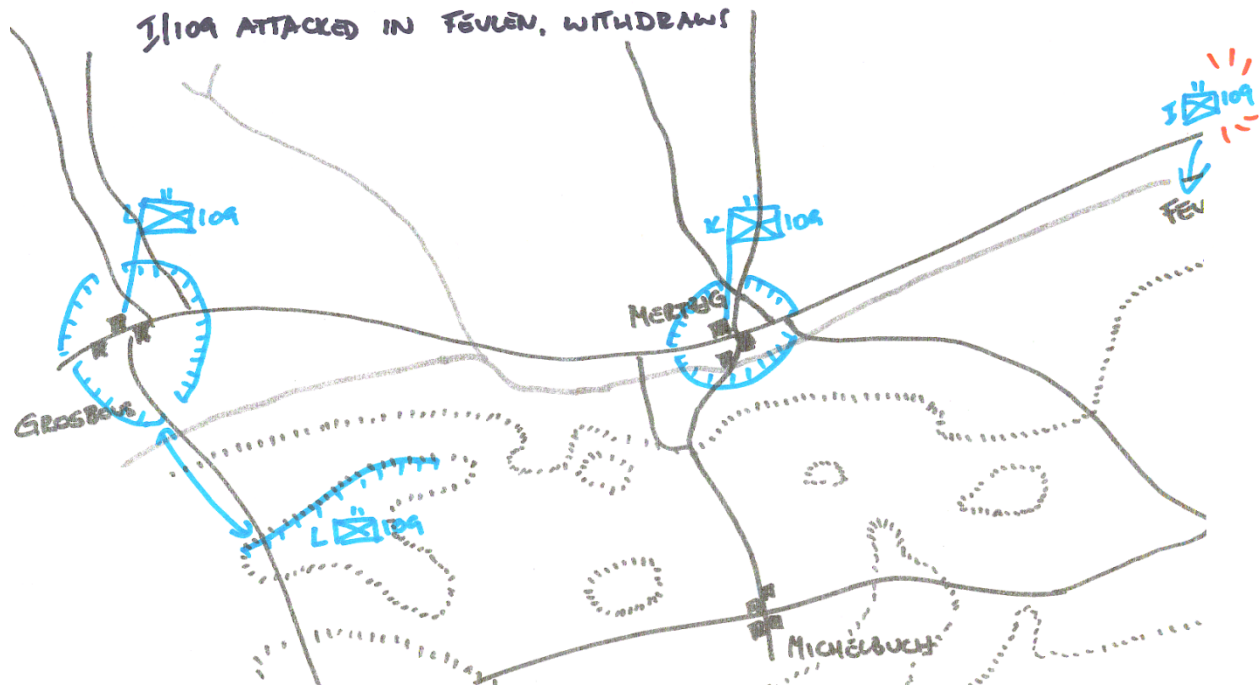 I/109 ATTACKED IN FEULEN, WITHDRAWS
I 109
FEU
L 109
K 109
MERTZIG
GROSBOUS
L 109
MICHELBUCH